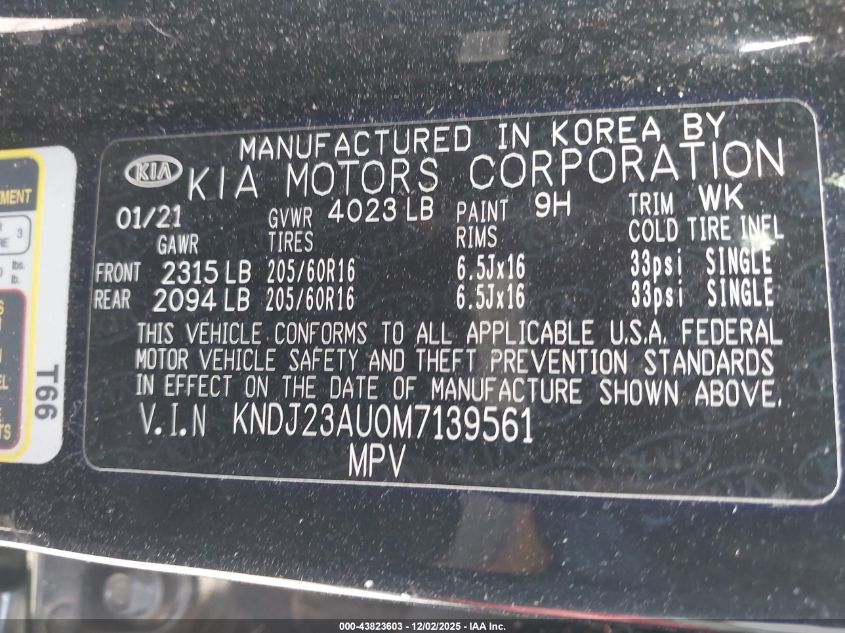 MANUFACTURED IN KOREA BY
KIA KIA MOTORS CORPORATION
01/21 GVWR 4023 LB PAINT 9H TRIM WK
GAWR TIRES RIMS COLD TIRE INFL
FRONT 2315 LB 205/60R16 6.5Jx16 33psi SINGLE
REAR 2094 LB 205/60R16 6.5Jx16 33psi SINGLE
THIS VEHICLE CONFORMS TO ALL APPLICABLE U.S.A. FEDERAL
MOTOR VEHICLE SAFETY AND THEFT PREVENTION STANDARDS
IN EFFECT ON THE DATE OF MANUFACTURE SHOWN ABOVE.
V.I.N KNDJ23AU0M7139561
MPV
T66
000-43823603 - 12/02/2025 - IAA, Inc.